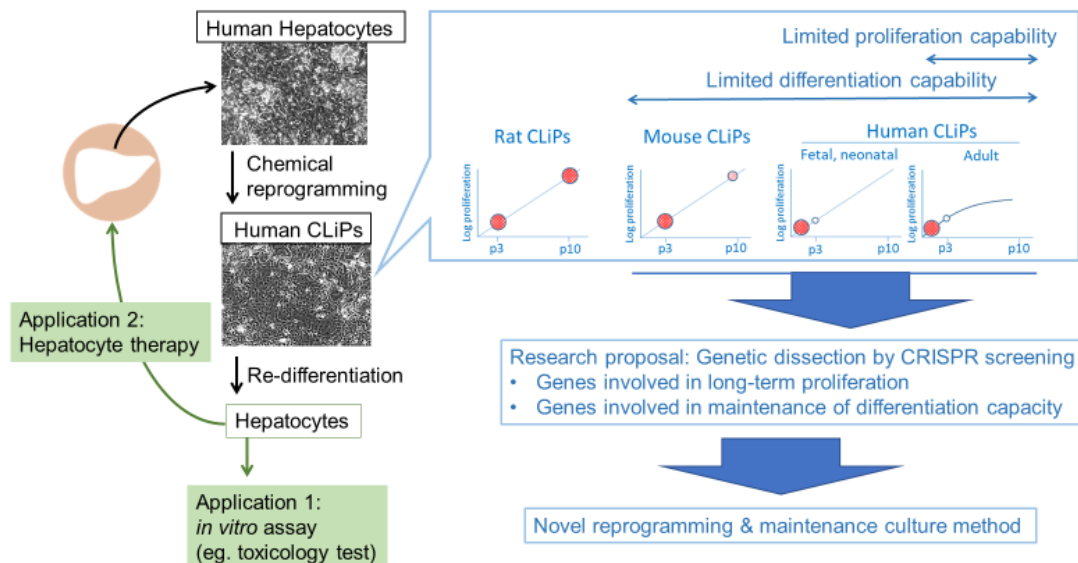 Human Hepatocytes
Chemical
reprogramming
Human CLiPs
Re-differentiation
Hepatocytes
Application 2:
Hepatocyte therapy
Application 1:
in vitro assay
(eg. toxicology test)
Limited proliferation capability
Limited differentiation capability
Rat CLiPs
Log proliferation
p3
p10
Mouse CLiPs
Log proliferation
p3
p10
Human CLiPs
Fetal, neonatal
Log proliferation
p3
p10
Adult
Log proliferation
p3
p10
Research proposal: Genetic dissection by CRISPR screening
• Genes involved in long-term proliferation
• Genes involved in maintenance of differentiation capacity
Novel reprogramming & maintenance culture method